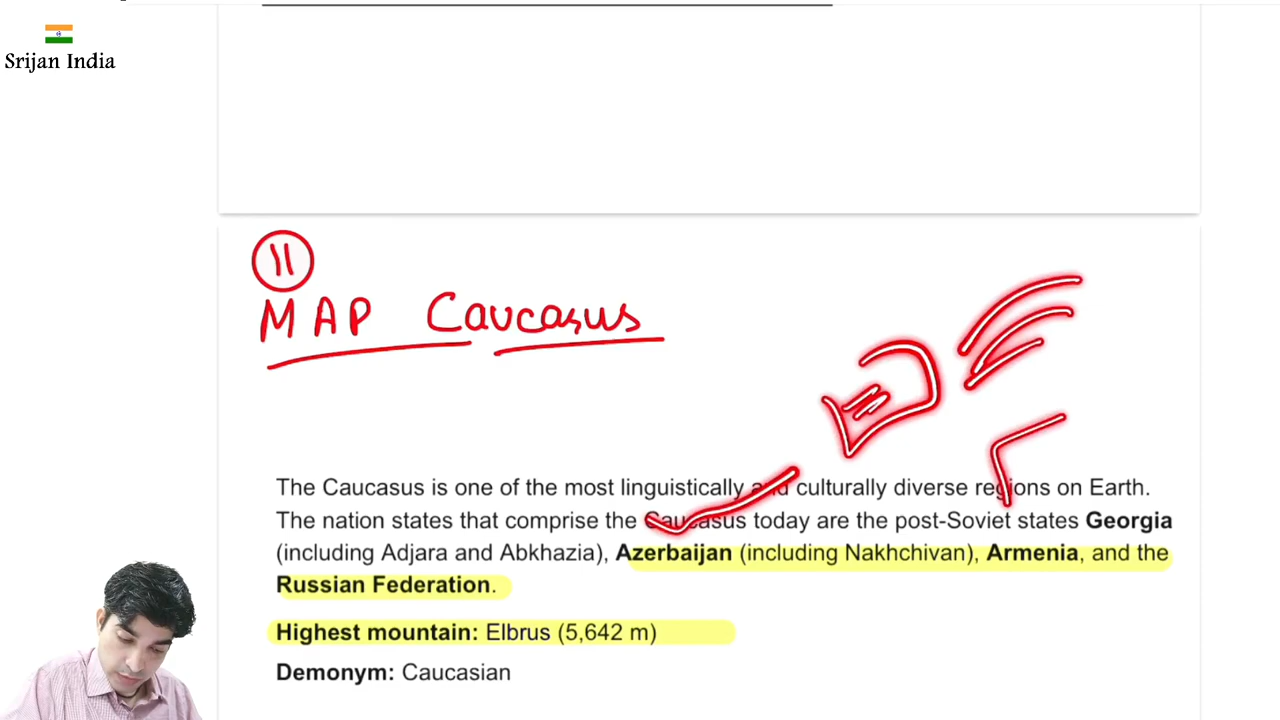 Srijan India
11
MAP Caucasus
The Caucasus is one of the most linguistically and culturally diverse regions on Earth.
The nation states that comprise the Caucasus today are the post-Soviet states Georgia
(including Adjara and Abkhazia), Azerbaijan (including Nakhchivan), Armenia, and the
Russian Federation.
Highest mountain: Elbrus (5,642 m)
Demonym: Caucasian